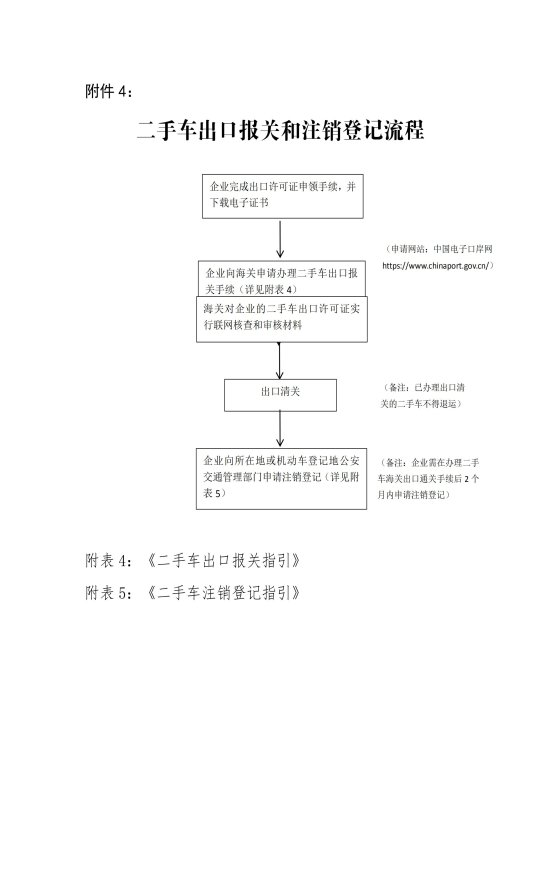 附件 4：
二手车出口报关和注销登记流程
企业完成出口许可证申领手续，并
下载电子证书
（申请网站：中国电子口岸网
https://www.chinaport.gov.cn/）
企业向海关申请办理二手车出口报
关手续（详见附表 4）
海关对企业的二手车出口许可证实
行联网核查和审核材料
出口清关
（备注：已办理出口清
关的二手车不得退运）
企业向所在地或机动车登记地公安
交通管理部门申请注销登记（详见附
表 5）
（备注：企业需在办理二手
车海关出口通关手续后 2 个
月内申请注销登记）
附表 4：《二手车出口报关指引》
附表 5：《二手车注销登记指引》